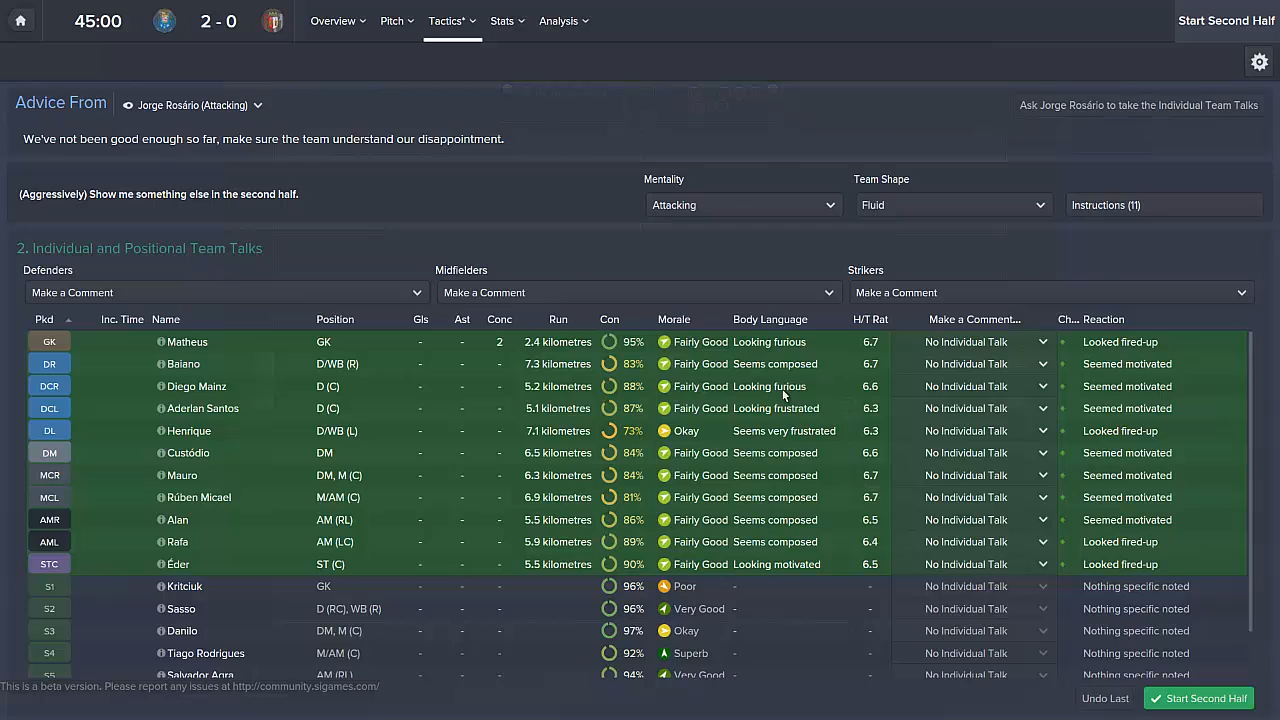 45:00 2 - 0 Overview Pitch Tactics* Stats Analysis Start Second Half
Advice From Jorge Rosário (Attacking) Ask Jorge Rosário to take the Individual Team Talks
We've not been good enough so far, make sure the team understand our disappointment.
Mentality Team Shape
(Aggressively) Show me something else in the second half. Attacking Fluid Instructions (11)
2. Individual and Positional Team Talks
Defenders Midfielders Strikers
Make a Comment Make a Comment Make a Comment
Pkd Inc. Time Name Position Gls Ast Conc Run Con Morale Body Language H/T Rat Make a Comment... Ch... Reaction
GK Matheus GK - - 2 2.4 kilometres 95% Fairly Good Looking furious 6.7 No Individual Talk Looked fired-up
DR Baiano D/WB (R) - - - 7.3 kilometres 83% Fairly Good Seems composed 6.7 No Individual Talk Seemed motivated
DCR Diego Mainz D (C) - - - 5.2 kilometres 88% Fairly Good Looking furious 6.6 No Individual Talk Seemed motivated
DCL Aderlan Santos D (C) - - - 5.1 kilometres 87% Fairly Good Looking frustrated 6.3 No Individual Talk Seemed motivated
DL Henrique D/WB (L) - - - 7.1 kilometres 73% Okay Seems very frustrated 6.3 No Individual Talk Looked fired-up
DM Custódio DM - - - 6.5 kilometres 84% Fairly Good Seems composed 6.6 No Individual Talk Seemed motivated
MCR Mauro DM, M (C) - - - 6.3 kilometres 84% Fairly Good Seems composed 6.7 No Individual Talk Seemed motivated
MCL Rúben Micael M/AM (C) - - - 6.9 kilometres 81% Fairly Good Seems composed 6.7 No Individual Talk Seemed motivated
AMR Alan AM (RL) - - - 5.5 kilometres 86% Fairly Good Seems composed 6.5 No Individual Talk Seemed motivated
AML Rafa AM (LC) - - - 5.9 kilometres 89% Fairly Good Seems composed 6.4 No Individual Talk Looked fired-up
STC Éder ST (C) - - - 5.5 kilometres 90% Fairly Good Looking motivated 6.5 No Individual Talk Looked fired-up
S1 Kritciuk GK - - - 96% Poor - - No Individual Talk Nothing specific noted
S2 Sasso D (RC), WB (R) - - - 96% Very Good - - No Individual Talk Nothing specific noted
S3 Danilo DM, M (C) - - - 97% Okay - - No Individual Talk Nothing specific noted
S4 Tiago Rodrigues M/AM (C) - - - 92% Superb - - No Individual Talk Nothing specific noted
S5 Salvador Agra AM (RL) - - - 94% Very Good - - No Individual Talk Nothing specific noted
This is a beta version. Please report any issues at http://community.sigames.com/
Undo Last Start Second Half